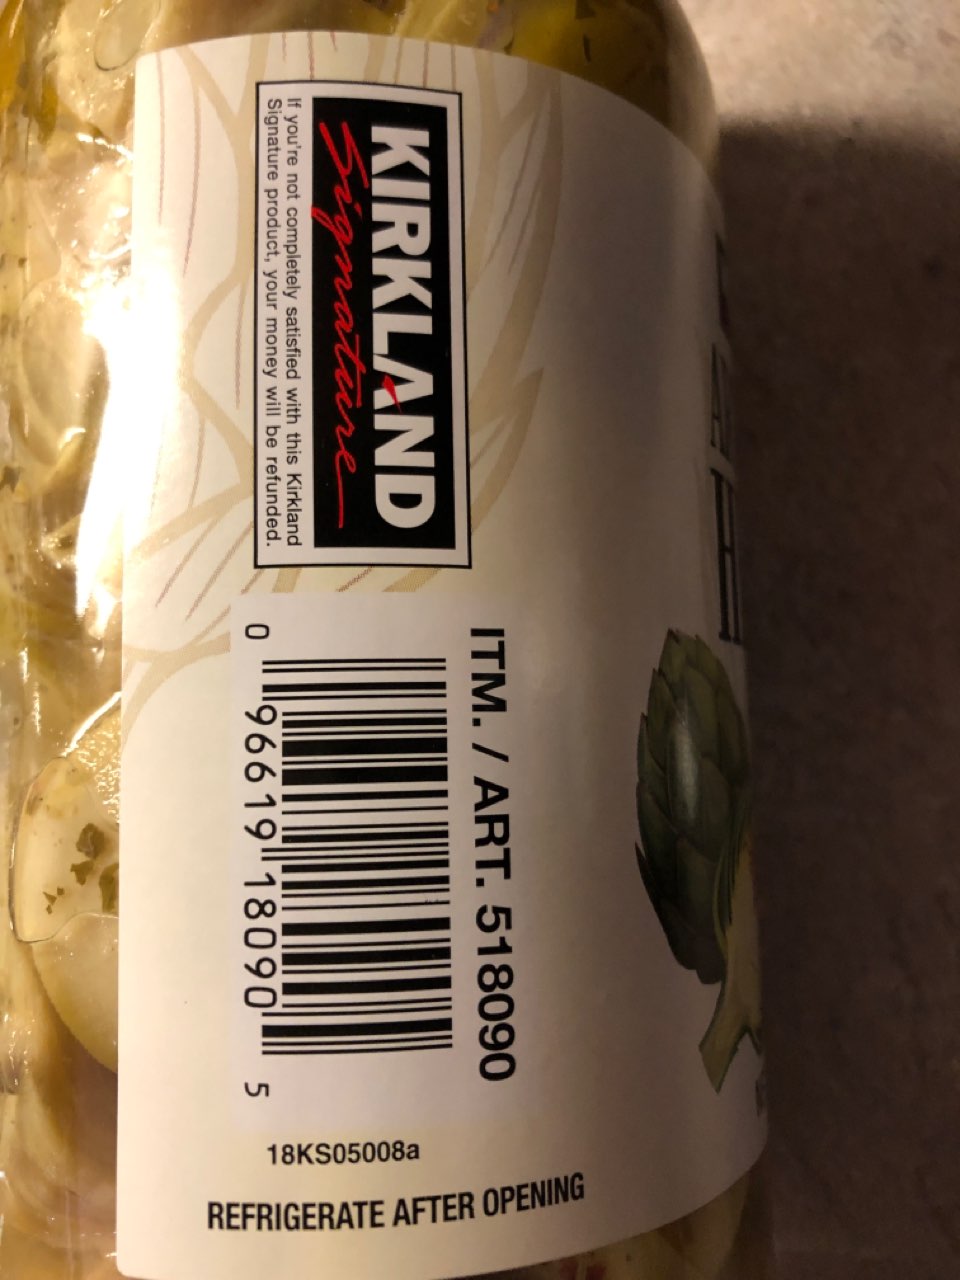 KIRKLAND
Signature
If you're not completely satisfied with this Kirkland
Signature product, your money will be refunded.
ITM. / ART. 518090
0 96619 18090 5
18KS05008a
REFRIGERATE AFTER OPENING